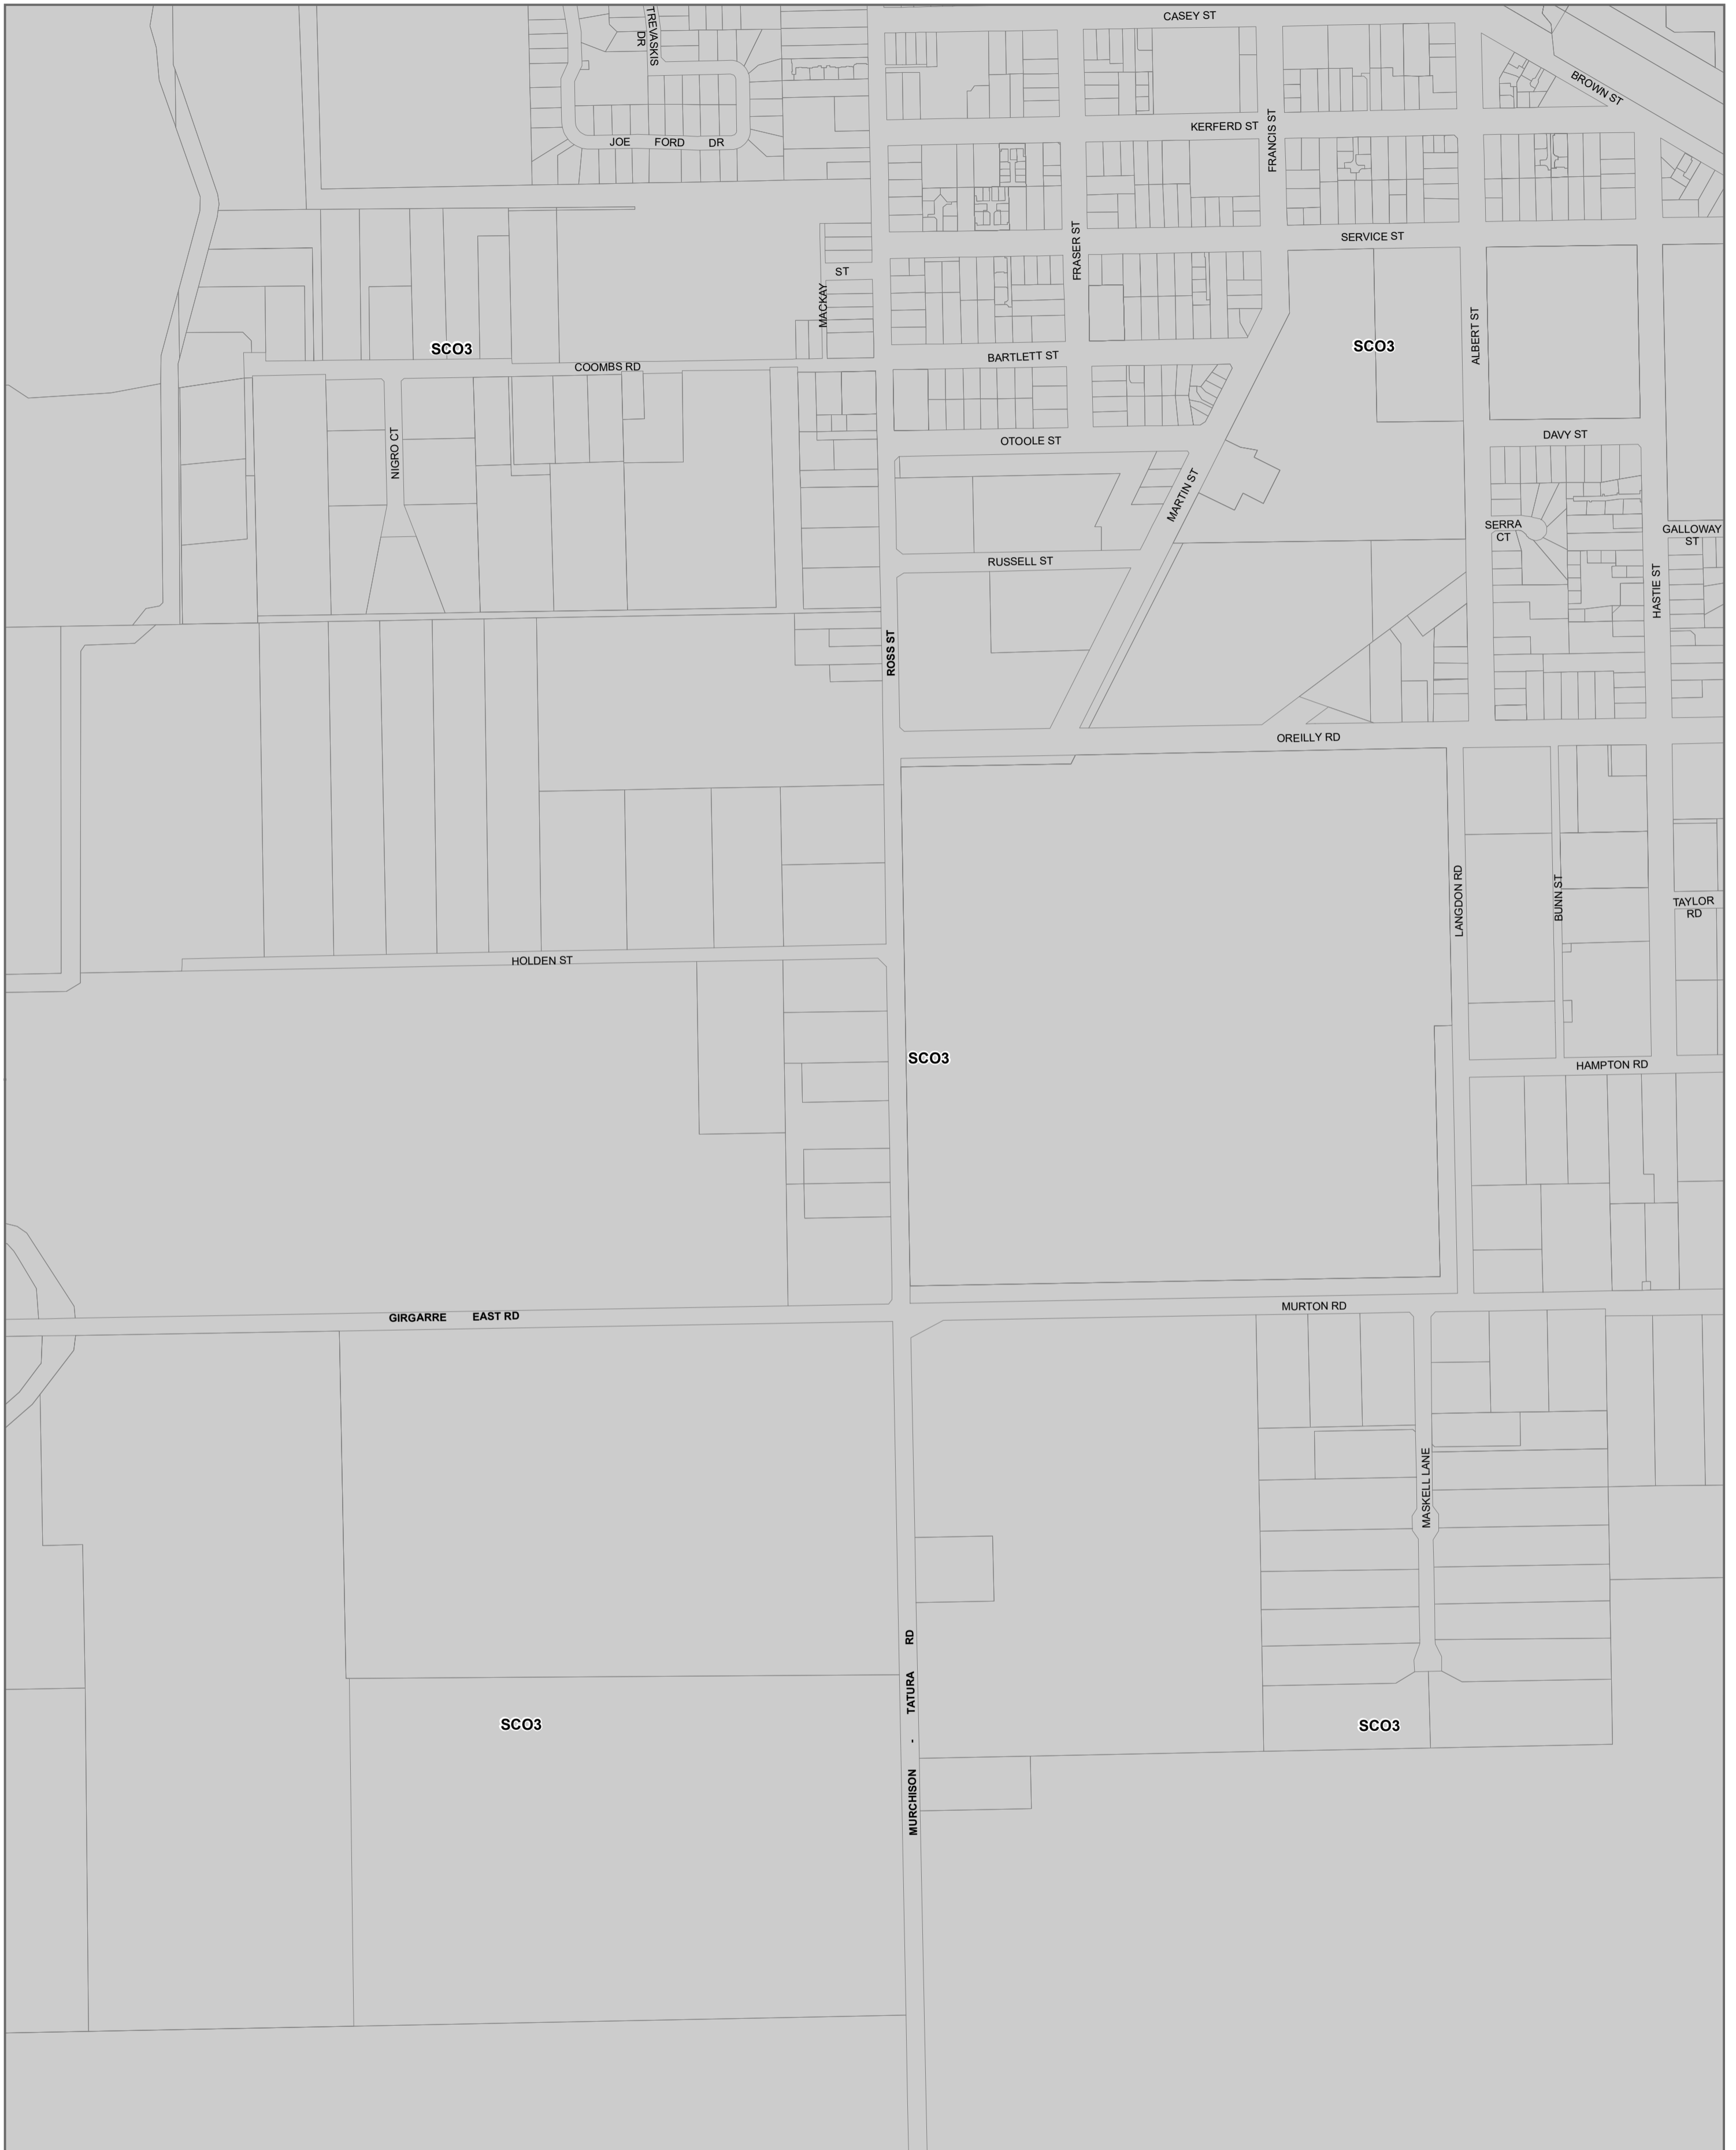 CASEY ST
TREVASKIS
DR
BROWN ST
KERFERD ST
FRANCIS ST
JOE FORD DR
SERVICE ST
FRASER ST
MACKAY
ST
ALBERT ST
SCO3
SCO3
BARTLETT ST
COOMBS RD
DAVY ST
OTOOLE ST
NIGRO CT
MARTIN ST
SERRA
CT
GALLOWAY
ST
RUSSELL ST
HASTIE ST
ROSS ST
OREILLY RD
LANGDON RD
BUNN ST
TAYLOR
RD
HOLDEN ST
SCO3
HAMPTON RD
MURTON RD
GIRGARRE EAST RD
MASKELL LANE
MURCHISON - TATURA RD
SCO3
SCO3